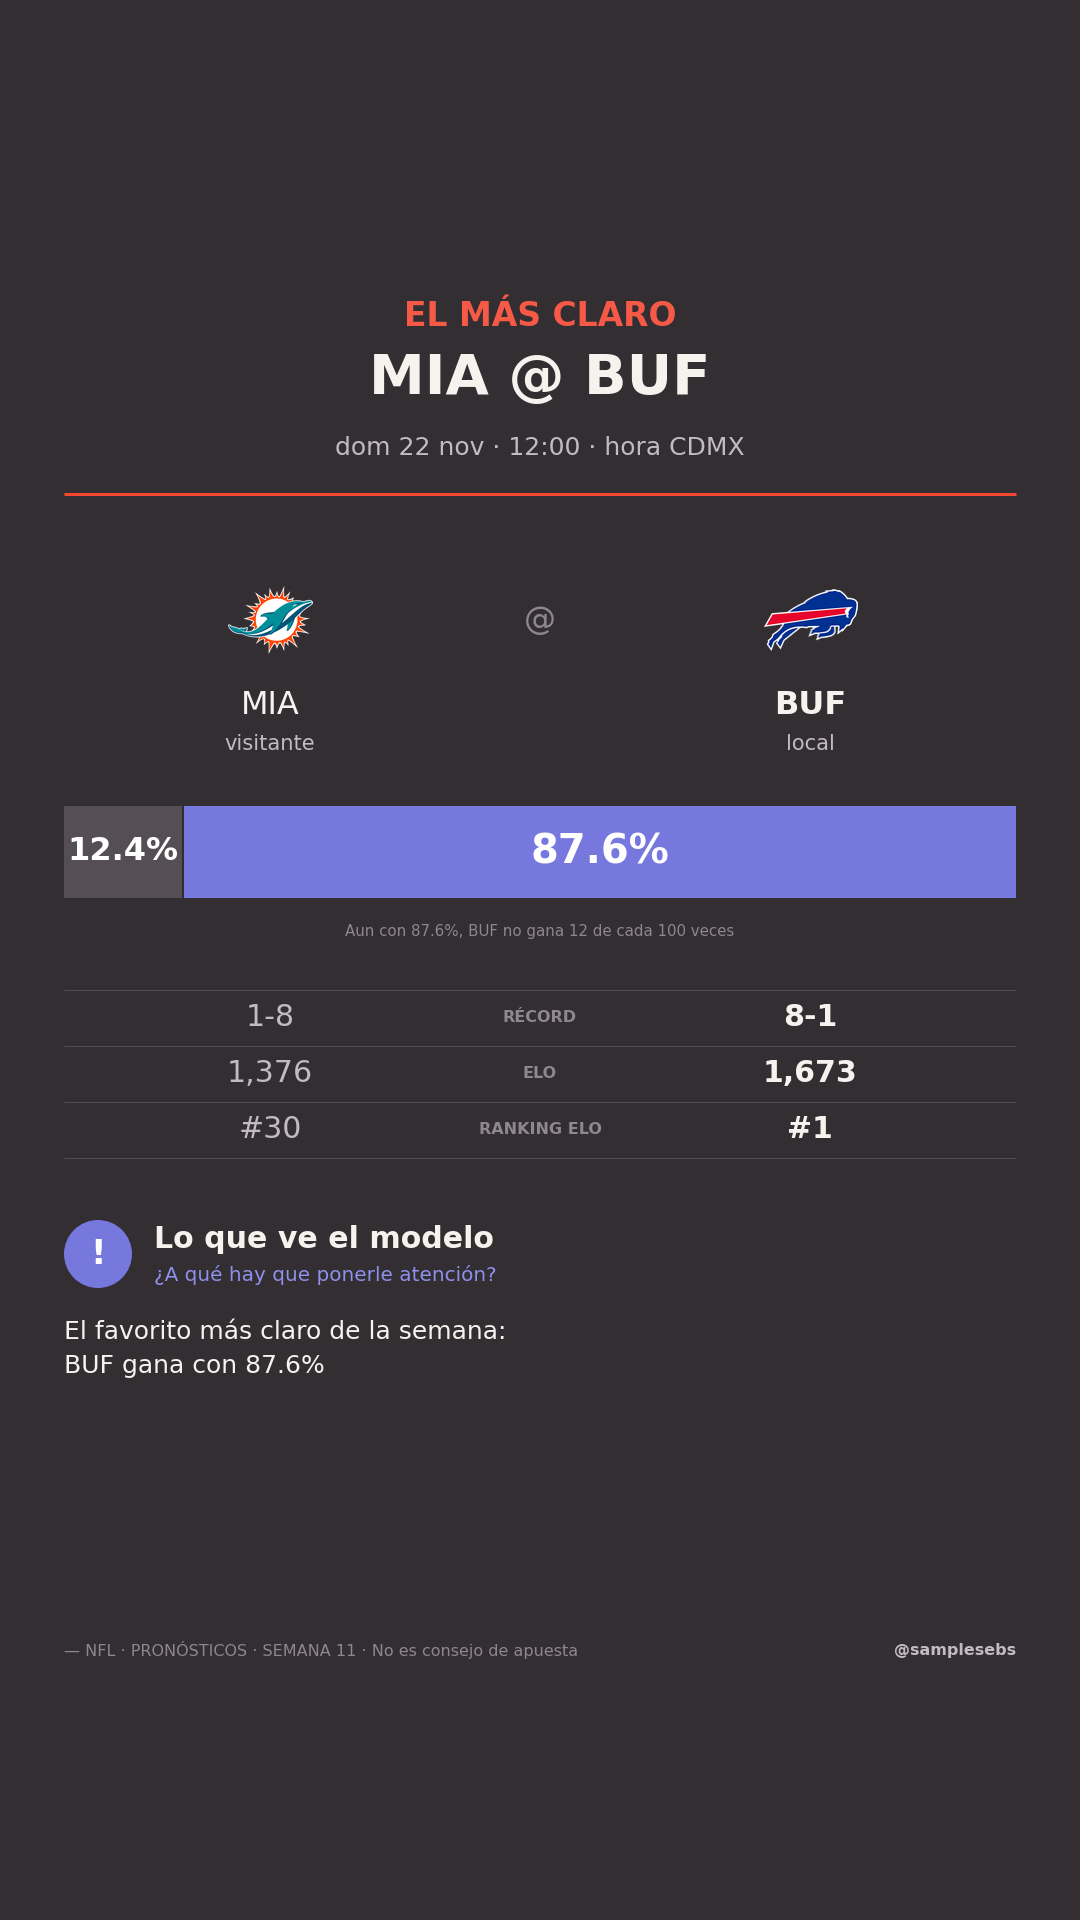 EL MÁS CLARO
MIA @ BUF
dom 22 nov · 12:00 · hora CDMX
@
MIA
BUF
visitante
local
12.4%
87.6%
Aun con 87.6%, BUF no gana 12 de cada 100 veces
1-8 RÉCORD 8-1
1,376 ELO 1,673
#30 RANKING ELO #1
!
Lo que ve el modelo
¿A qué hay que ponerle atención?
El favorito más claro de la semana:
BUF gana con 87.6%
— NFL · PRONÓSTICOS · SEMANA 11 · No es consejo de apuesta
@samplesebs